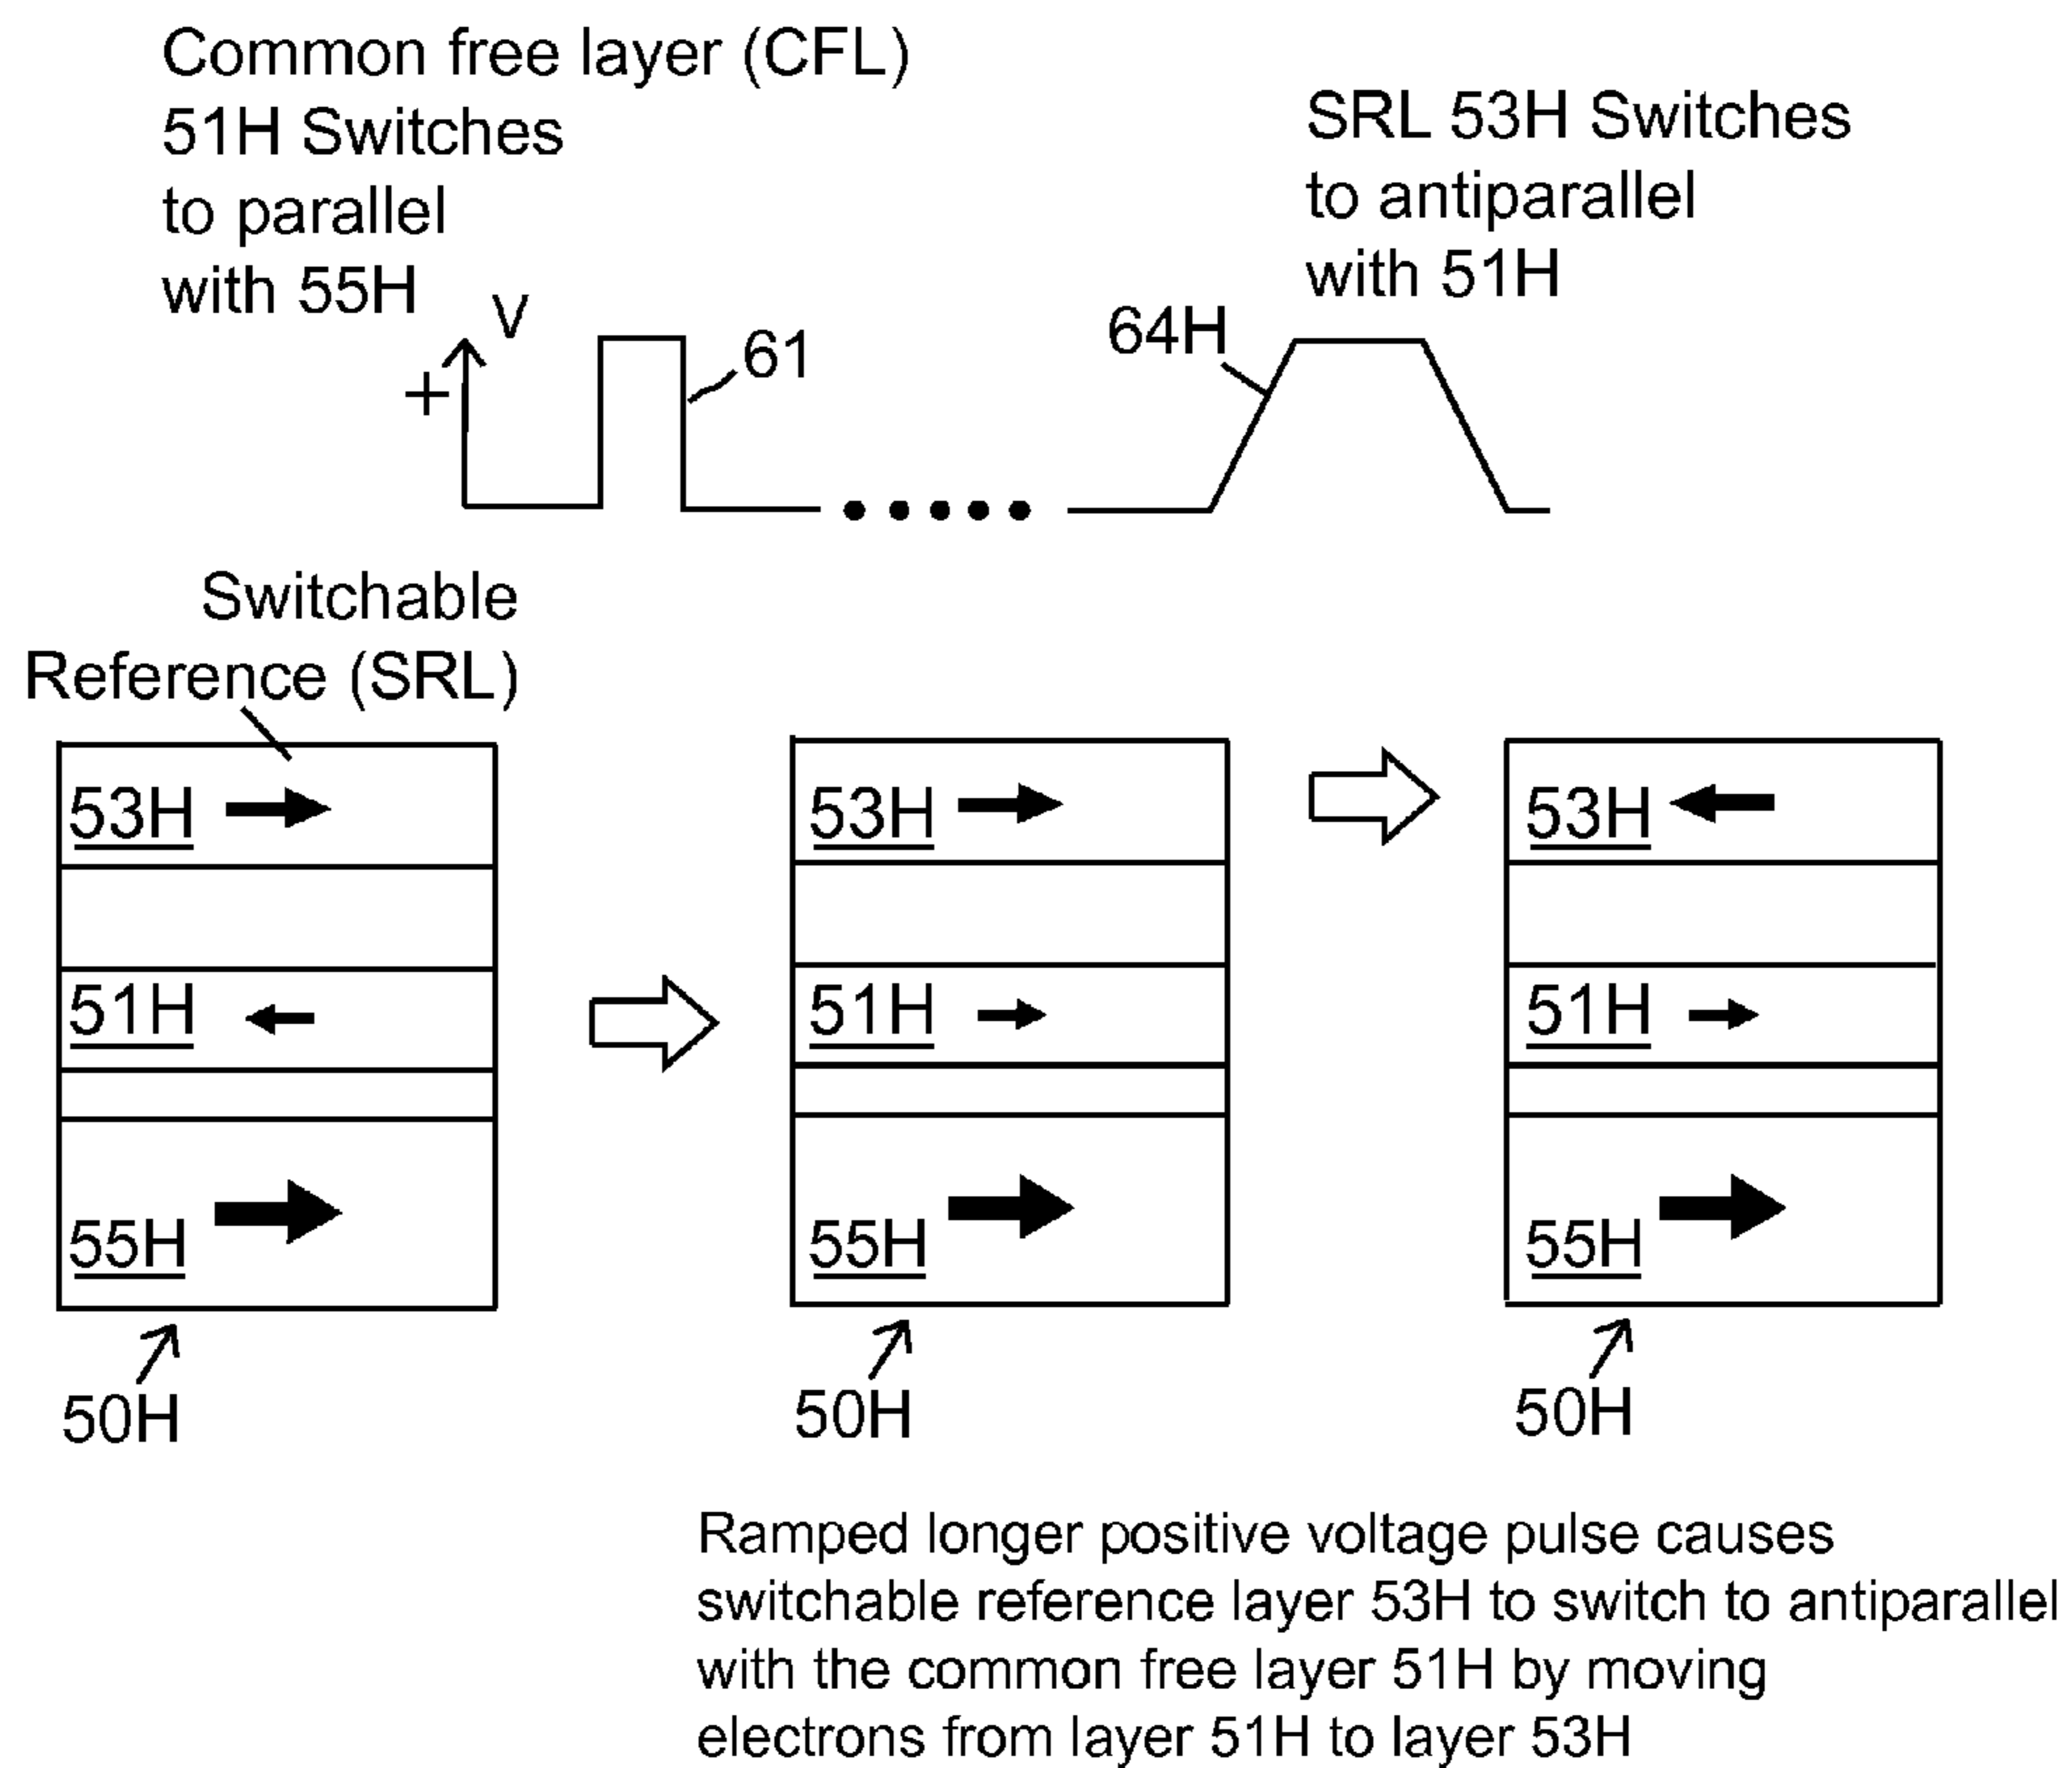 Common free layer (CFL)
51H Switches
to parallel
with 55H
SRL 53H Switches
to antiparallel
with 51H
V
+
61
64H
Switchable
Reference (SRL)
53H
51H
55H
50H
53H
51H
55H
50H
53H
51H
55H
50H
Ramped longer positive voltage pulse causes
switchable reference layer 53H to switch to antiparallel
with the common free layer 51H by moving
electrons from layer 51H to layer 53H